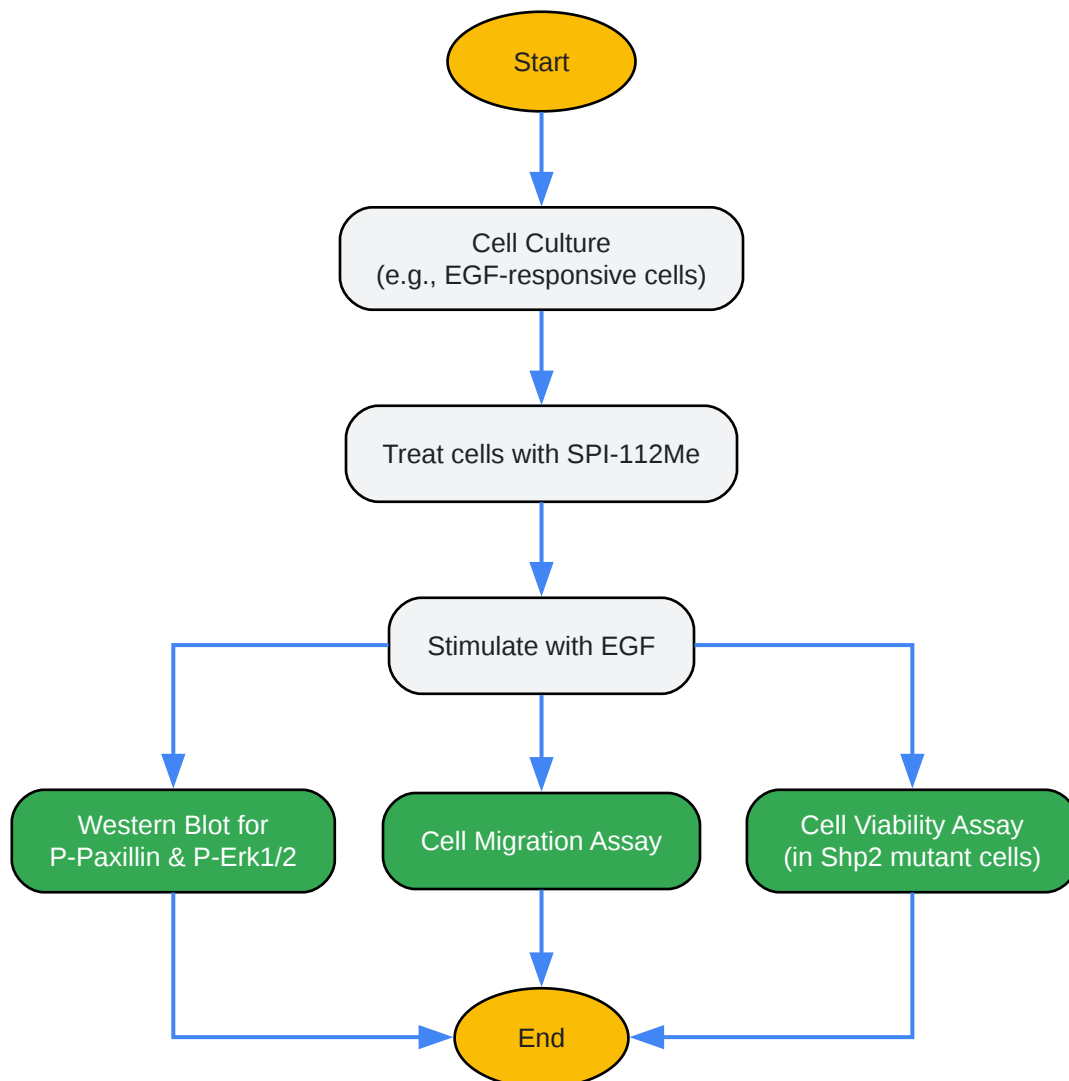 Start
Cell Culture
(e.g., EGF-responsive cells)
Treat cells with SPI-112Me
Stimulate with EGF
Western Blot for
P-Paxillin & P-Erk1/2
Cell Migration Assay
Cell Viability Assay
(in Shp2 mutant cells)
End